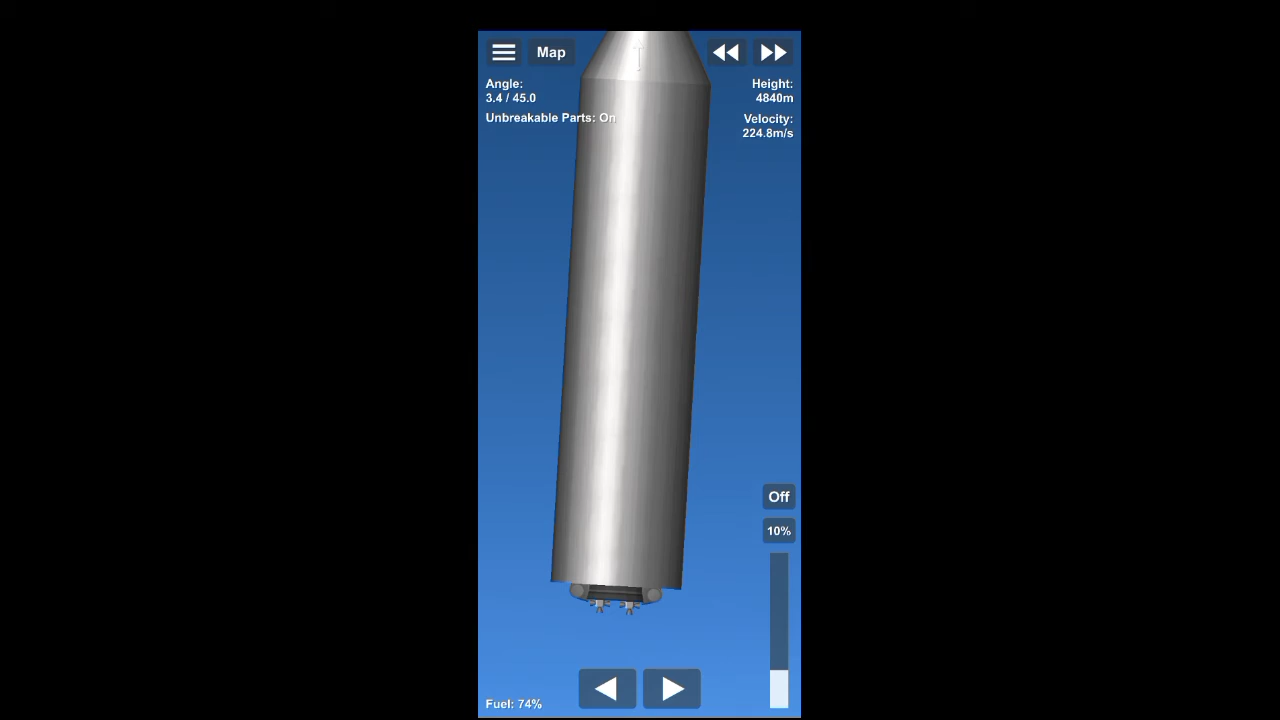 Map
Angle:
3.4 / 45.0
Unbreakable Parts: On
Height:
4840m
Velocity:
224.8m/s
Off
10%
Fuel: 74%